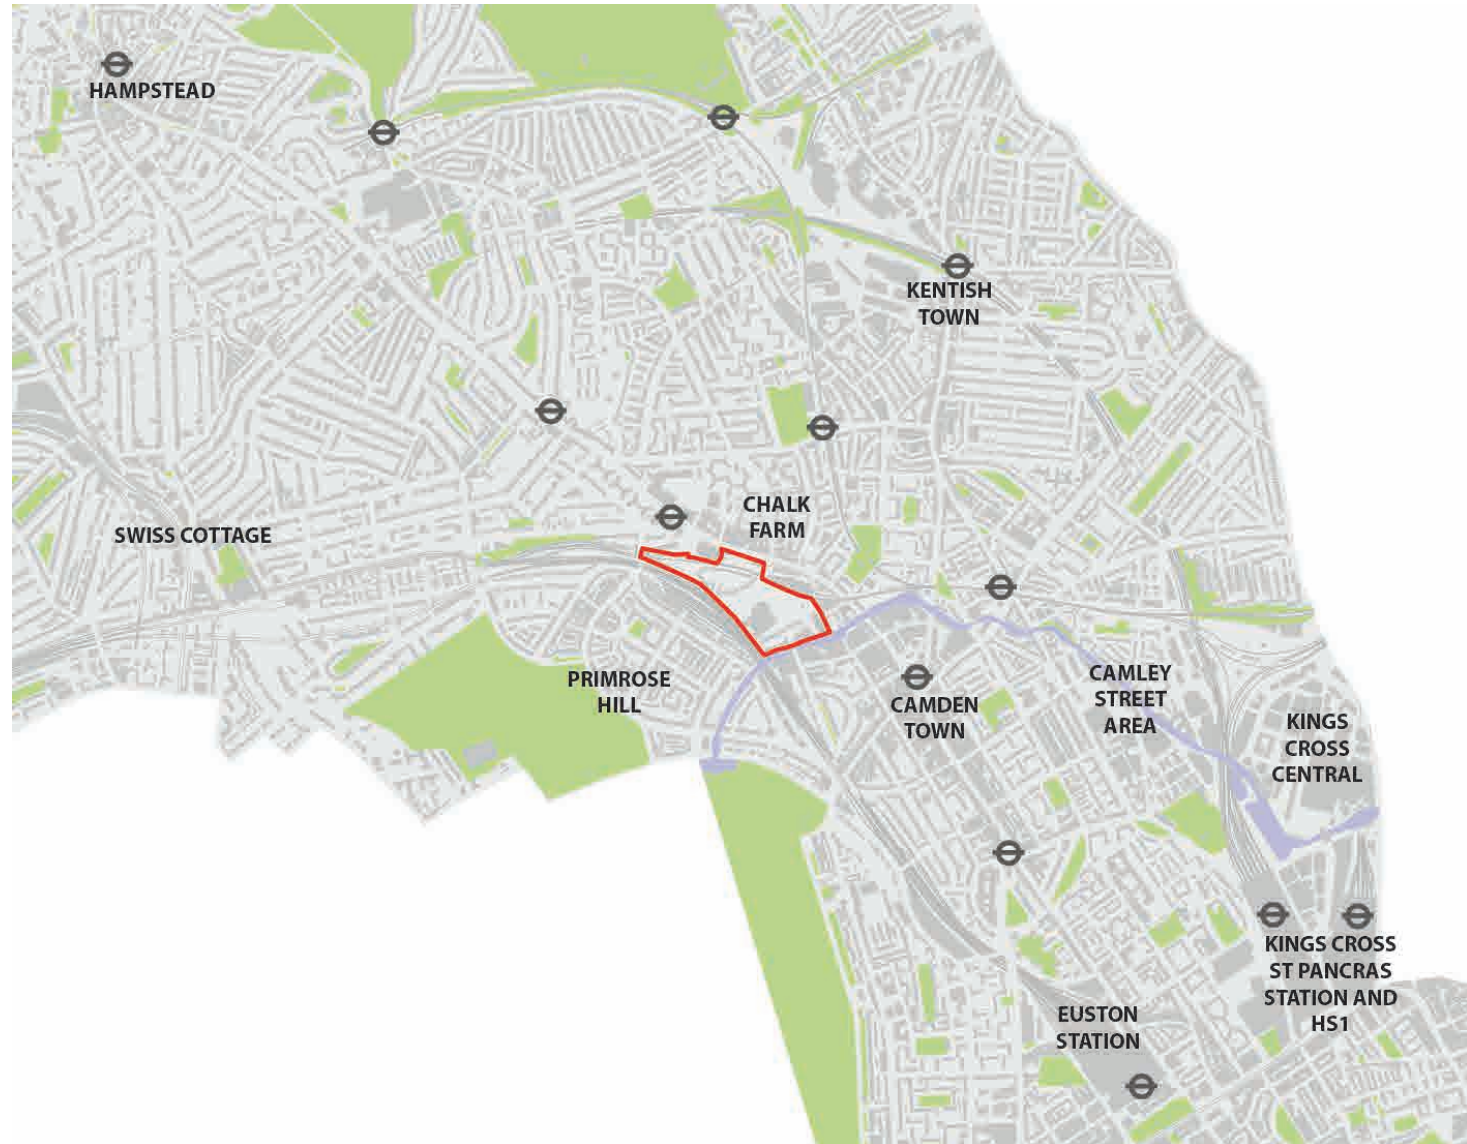 HAMPSTEAD
KENTISH
TOWN
CHALK
FARM
SWISS COTTAGE
PRIMROSE
HILL
CAMDEN
TOWN
CAMLEY
STREET
AREA
KINGS
CROSS
CENTRAL
KINGS CROSS
ST PANCRAS
STATION AND
HS1
EUSTON
STATION